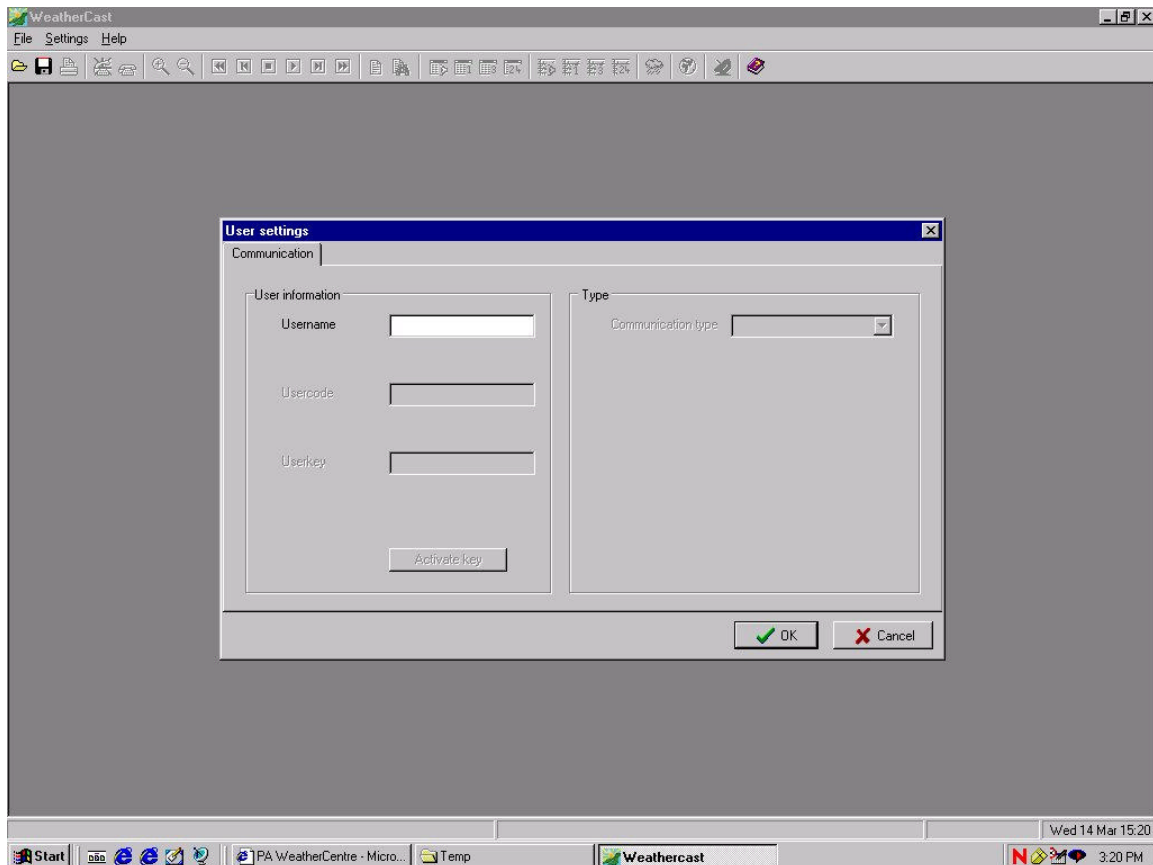 WeatherCast
File Settings Help
User settings
Communication
User information
Type
Username
Communication type
Usercode
Userkey
Activate key
OK
Cancel
Wed 14 Mar 15:20
Start
PA WeatherCentre - Micro...
Temp
Weathercast
3:20 PM